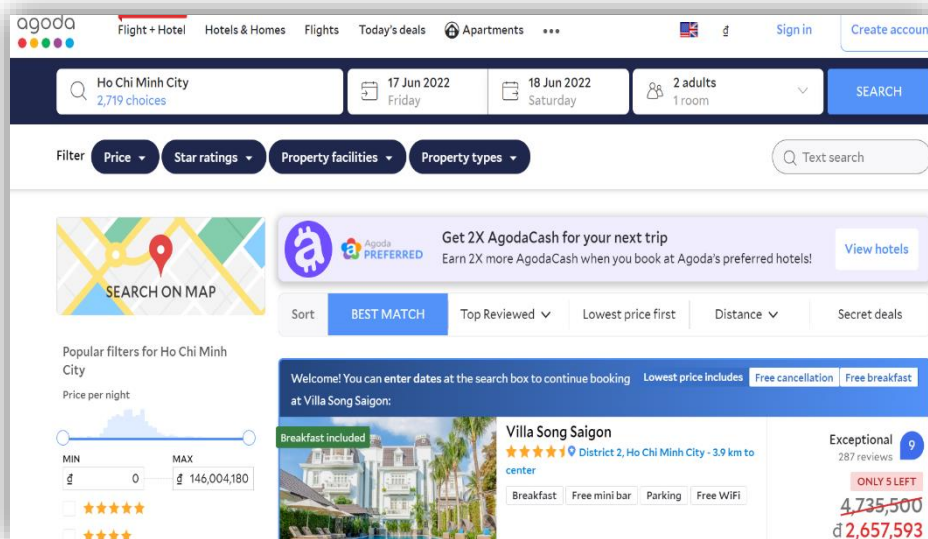 agoda
Flight + Hotel Hotels & Homes Flights Today's deals Apartments ••• ₫ Sign in Create accoun
Ho Chi Minh City
2,719 choices
17 Jun 2022
Friday
18 Jun 2022
Saturday
2 adults
1 room
SEARCH
Filter Price Star ratings Property facilities Property types Text search
SEARCH ON MAP
Agoda
PREFERRED
Get 2X AgodaCash for your next trip
Earn 2X more AgodaCash when you book at Agoda's preferred hotels!
View hotels
Sort BEST MATCH Top Reviewed Lowest price first Distance Secret deals
Popular filters for Ho Chi Minh
City
Price per night
MIN MAX
₫ 0 ₫ 146,004,180
Welcome! You can enter dates at the search box to continue booking
at Villa Song Saigon:
Lowest price includes Free cancellation Free breakfast
Breakfast included
Villa Song Saigon
District 2, Ho Chi Minh City - 3.9 km to
center
Breakfast Free mini bar Parking Free WiFi
Exceptional 9
287 reviews
ONLY 5 LEFT
4,735,500
₫ 2,657,593